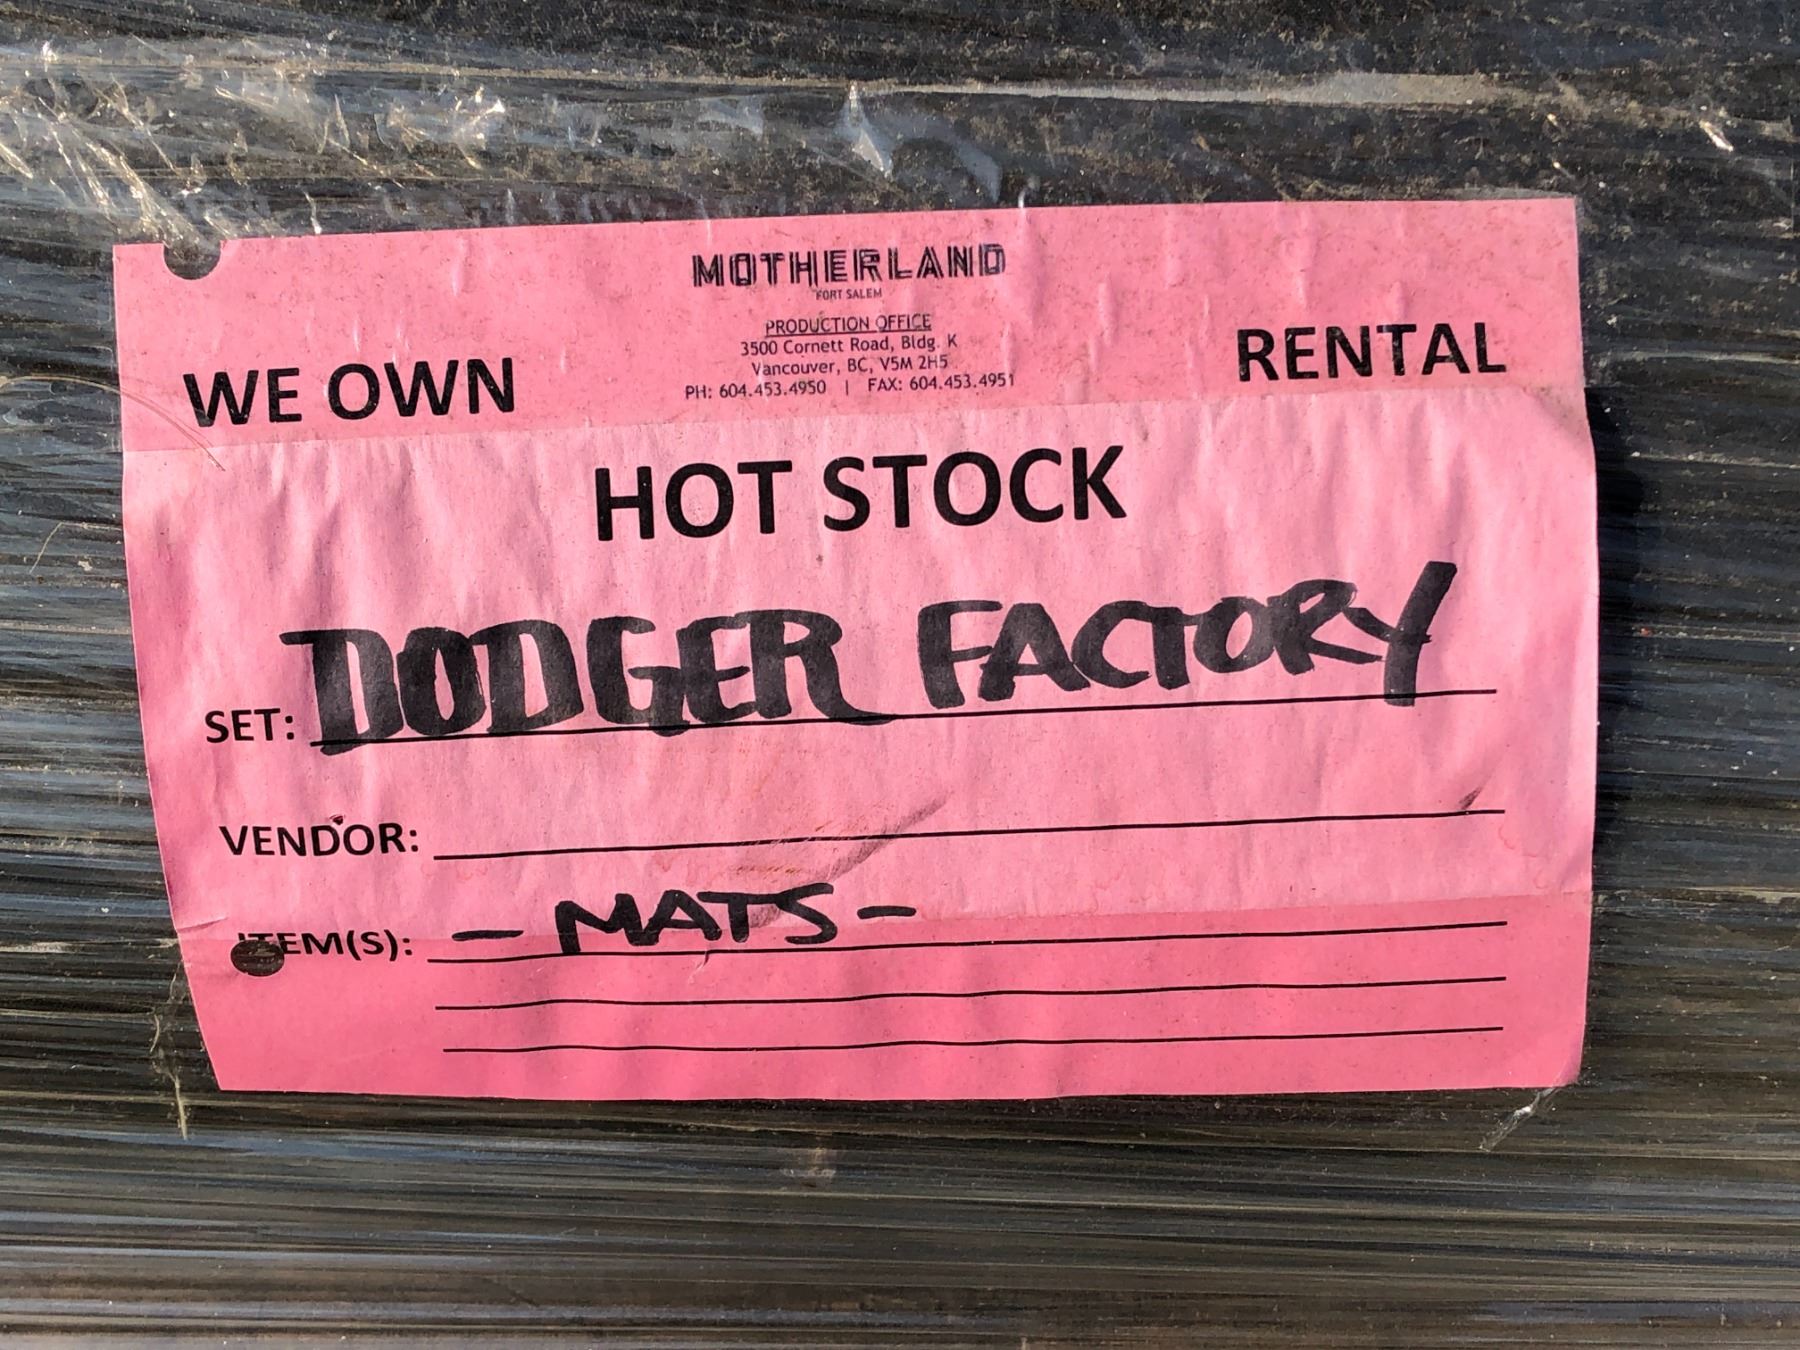 MOTHERLAND
FORT SALEM
PRODUCTION OFFICE
3500 Cornett Road, Bldg. K
Vancouver, BC, V5M 2H5
PH: 604.453.4950 | FAX: 604.453.4951
WE OWN
RENTAL
HOT STOCK
SET: DODGER FACTORY
VENDOR:
ITEM(S): - MATS -